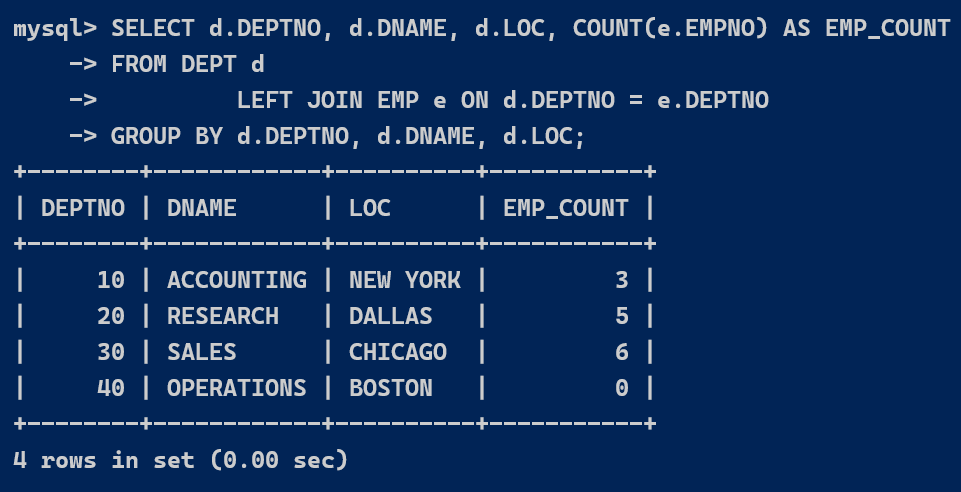 mysql> SELECT d.DEPTNO, d.DNAME, d.LOC, COUNT(e.EMPNO) AS EMP_COUNT
    -> FROM DEPT d
    ->          LEFT JOIN EMP e ON d.DEPTNO = e.DEPTNO
    -> GROUP BY d.DEPTNO, d.DNAME, d.LOC;
+--------+------------+----------+-----------+
| DEPTNO | DNAME      | LOC      | EMP_COUNT |
+--------+------------+----------+-----------+
|     10 | ACCOUNTING | NEW YORK |         3 |
|     20 | RESEARCH   | DALLAS   |         5 |
|     30 | SALES      | CHICAGO  |         6 |
|     40 | OPERATIONS | BOSTON   |         0 |
+--------+------------+----------+-----------+
4 rows in set (0.00 sec)